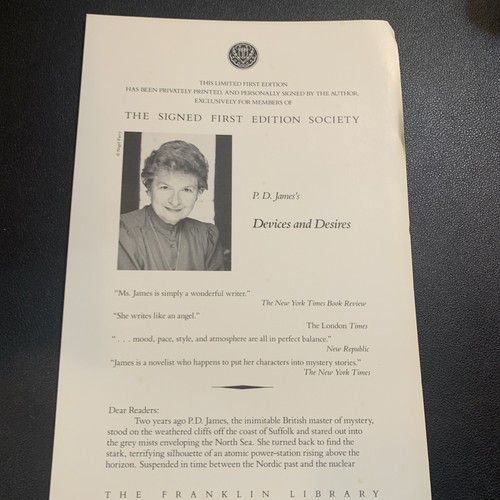 THIS LIMITED FIRST EDITION
HAS BEEN PRIVATELY PRINTED, AND PERSONALLY SIGNED BY THE AUTHOR,
EXCLUSIVELY FOR MEMBERS OF
THE SIGNED FIRST EDITION SOCIETY
© Nigel Parry
P. D. James's
Devices and Desires
"Ms. James is simply a wonderful writer."
The New York Times Book Review
"She writes like an angel."
The London Times
". . . mood, pace, style, and atmosphere are all in perfect balance."
New Republic
"James is a novelist who happens to put her characters into mystery stories."
The New York Times
Dear Readers:
Two years ago P.D. James, the inimitable British master of mystery,
stood on the weathered cliffs off the coast of Suffolk and stared out into
the grey mists enveloping the North Sea. She turned back to find the
stark, terrifying silhouette of an atomic power-station rising above the
horizon. Suspended in time between the Nordic past and the nuclear
THE FRANKLIN LIBRARY